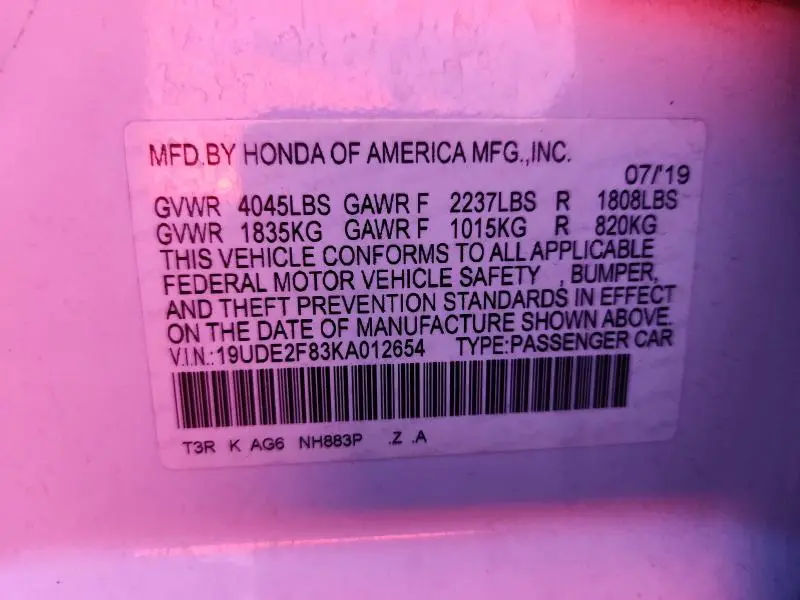 MFD.BY HONDA OF AMERICA MFG.,INC.
07/'19
GVWR 4045LBS GAWR F 2237LBS R 1808LBS
GVWR 1835KG GAWR F 1015KG R 820KG
THIS VEHICLE CONFORMS TO ALL APPLICABLE
FEDERAL MOTOR VEHICLE SAFETY , BUMPER,
AND THEFT PREVENTION STANDARDS IN EFFECT
ON THE DATE OF MANUFACTURE SHOWN ABOVE.
V.I.N.:19UDE2F83KA012654 TYPE:PASSENGER CAR
T3R K AG6 NH883P .Z .A